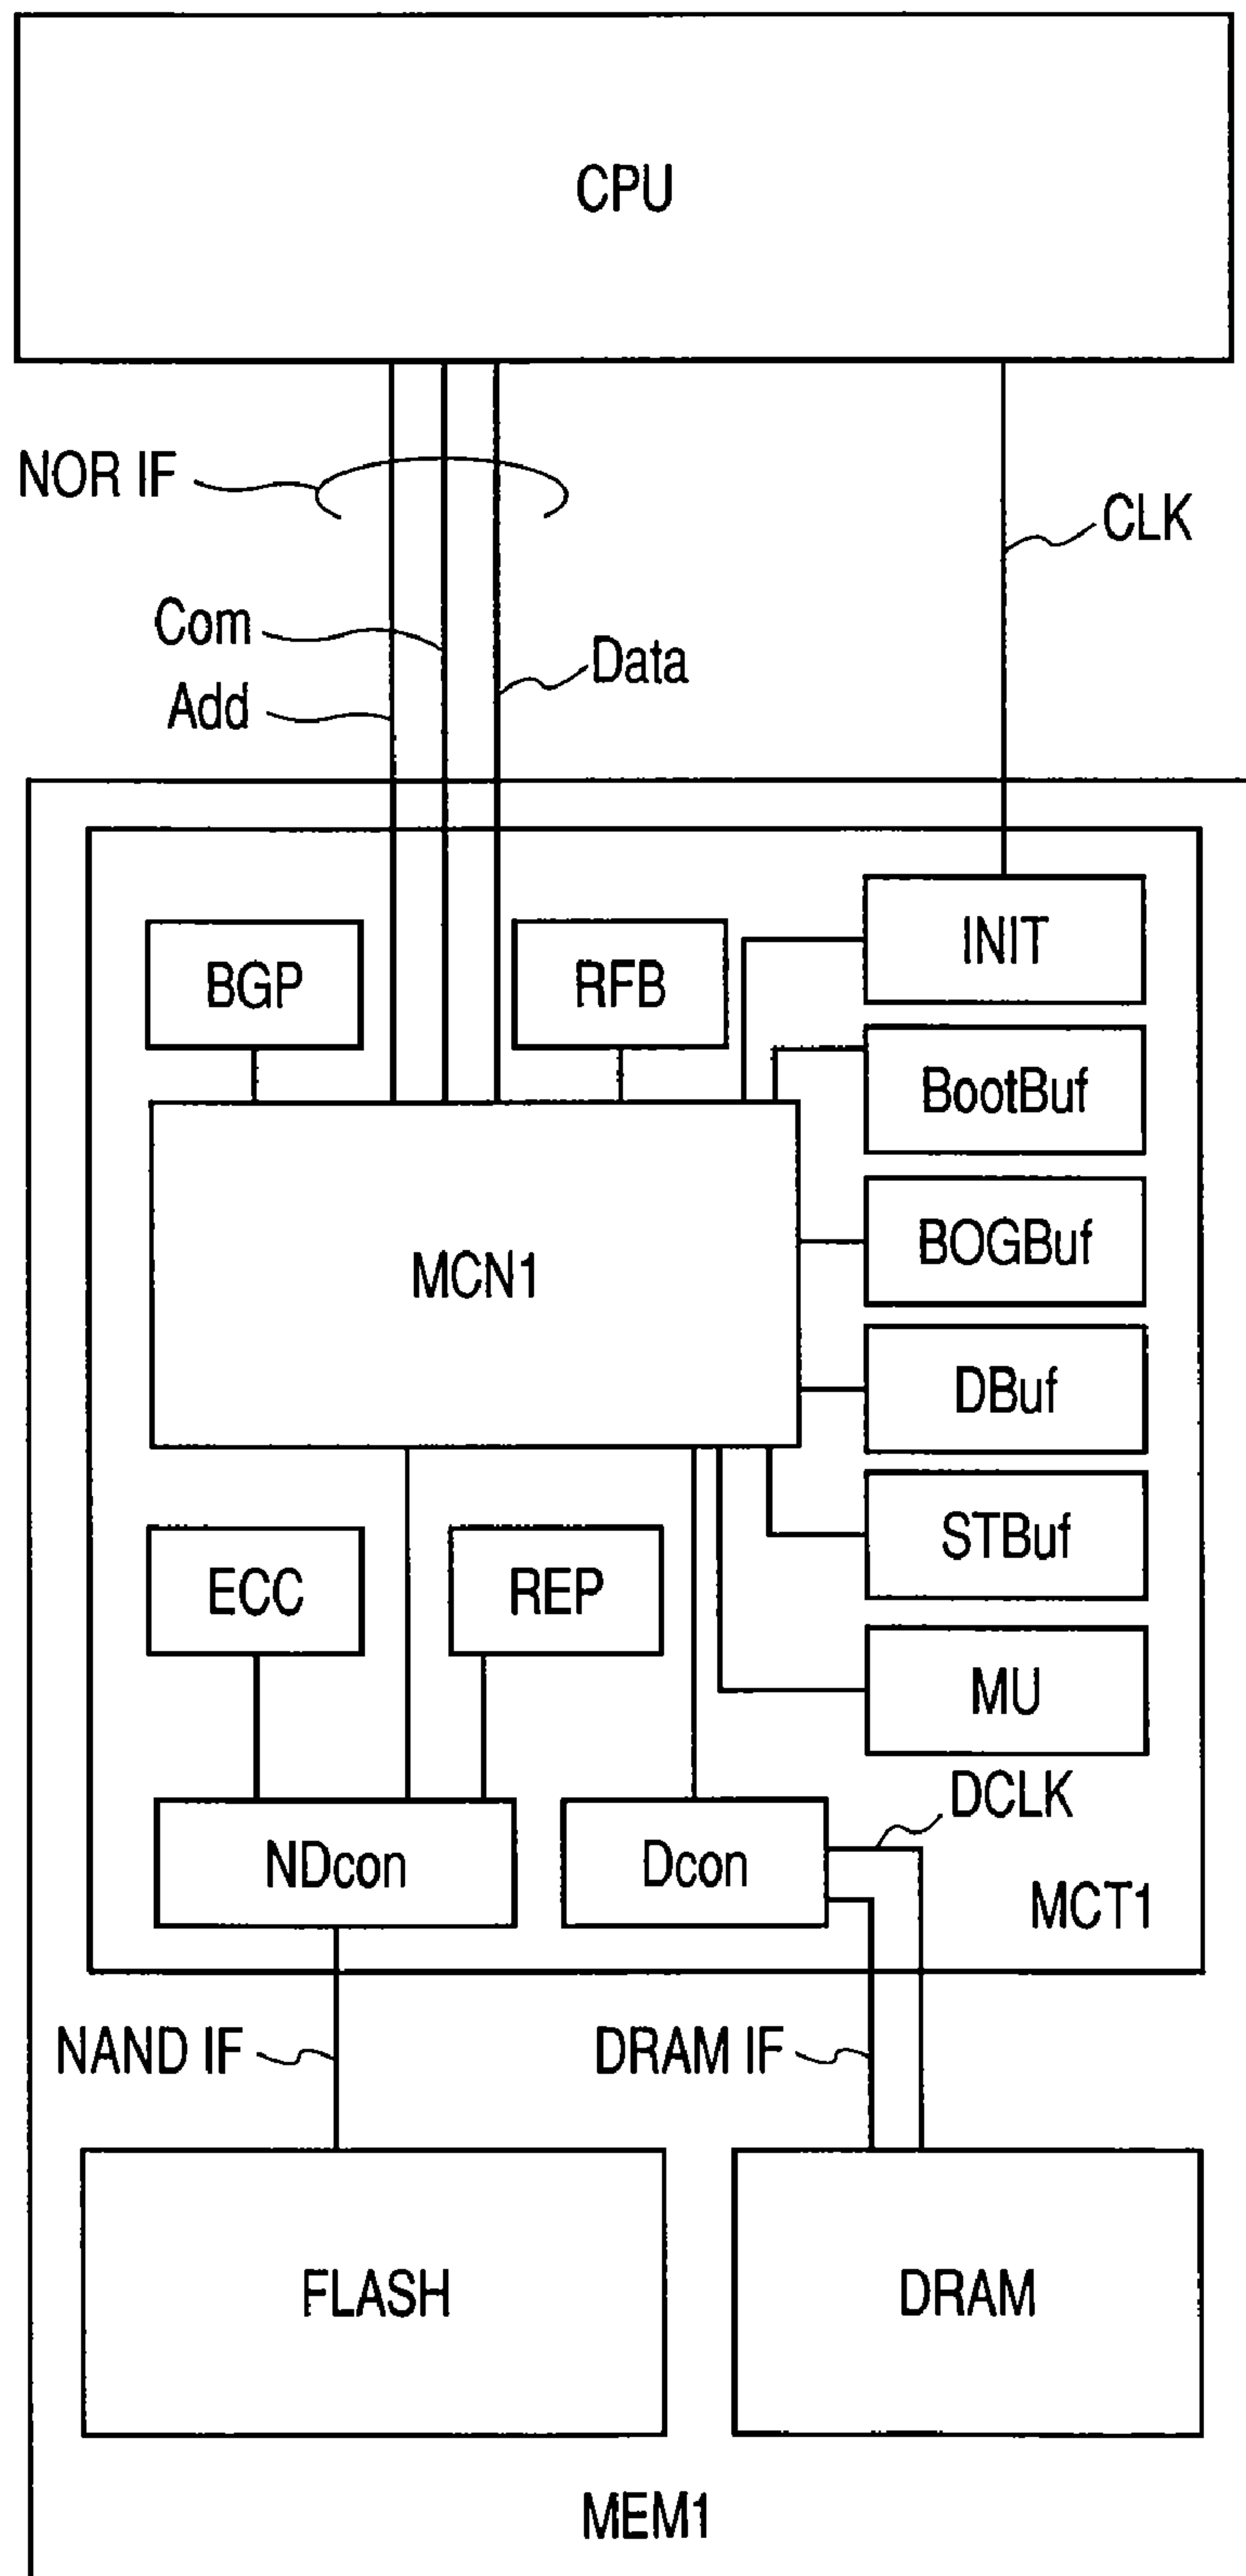 CPU
NOR IF
CLK
Com
Data
Add
INIT
BGP
RFB
BootBuf
BOGBuf
MCN1
DBuf
STBuf
ECC
REP
MU
DCLK
NDcon
Dcon
MCT1
NAND IF
DRAM IF
FLASH
DRAM
MEM1